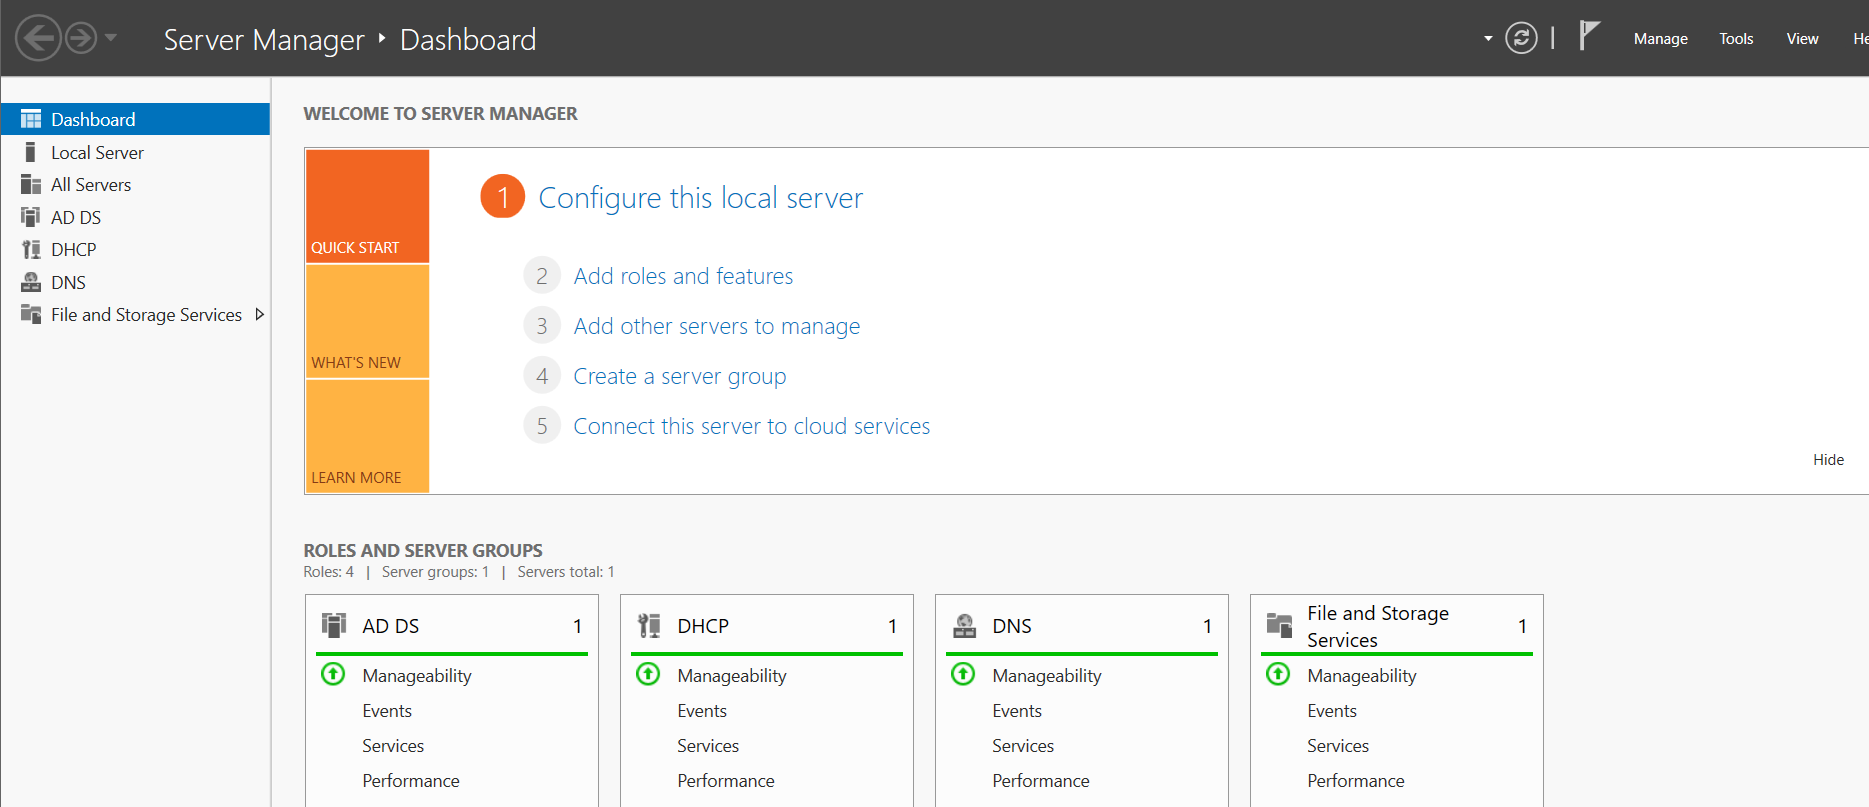 Server Manager ‣ Dashboard
Manage Tools View He
Dashboard
Local Server
All Servers
AD DS
DHCP
DNS
File and Storage Services
WELCOME TO SERVER MANAGER
QUICK START
WHAT'S NEW
LEARN MORE
1 Configure this local server
2 Add roles and features
3 Add other servers to manage
4 Create a server group
5 Connect this server to cloud services
Hide
ROLES AND SERVER GROUPS
Roles: 4 | Server groups: 1 | Servers total: 1
AD DS 1
Manageability
Events
Services
Performance
DHCP 1
Manageability
Events
Services
Performance
DNS 1
Manageability
Events
Services
Performance
File and Storage
Services 1
Manageability
Events
Services
Performance